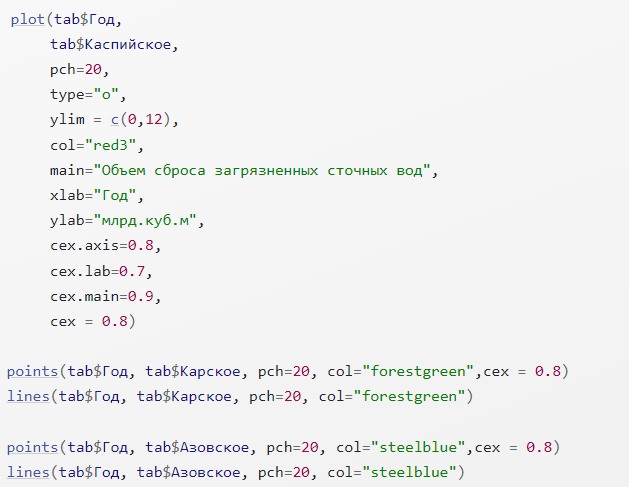 plot(tab$Год,
tab$Каспийское,
pch=20,
type="o",
ylim = c(0,12),
col="red3",
main="Объем сброса загрязненных сточных вод",
xlab="Год",
ylab="млрд.куб.м",
cex.axis=0.8,
cex.lab=0.7,
cex.main=0.9,
cex = 0.8)
points(tab$Год, tab$Карское, pch=20, col="forestgreen",cex = 0.8)
lines(tab$Год, tab$Карское, pch=20, col="forestgreen")
points(tab$Год, tab$Азовское, pch=20, col="steelblue",cex = 0.8)
lines(tab$Год, tab$Азовское, pch=20, col="steelblue")